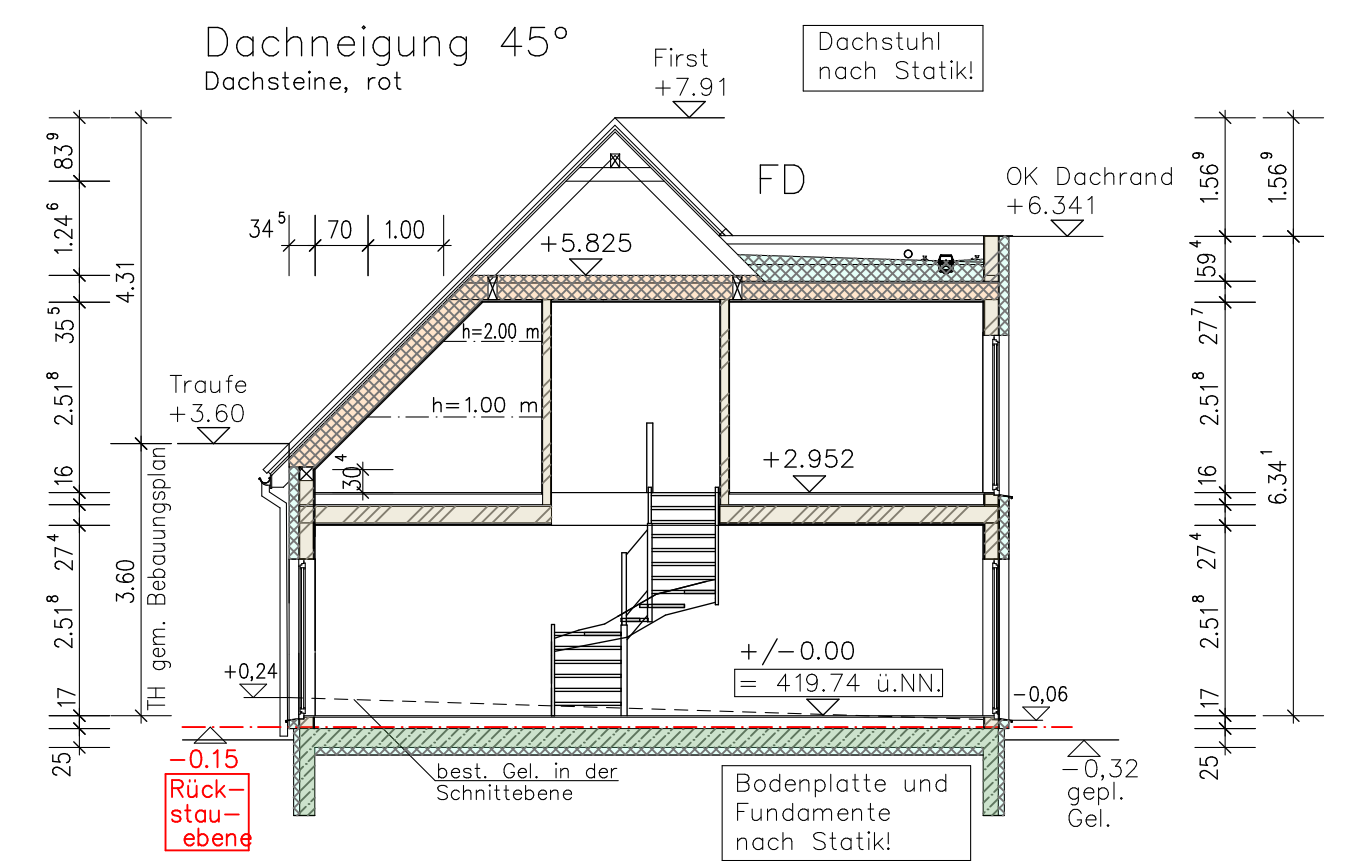 Dachneigung 45°
Dachsteine, rot
First
+7.91
Dachstuhl
nach Statik!
FD
OK Dachrand
+6.341
34⁵ 70 1.00
+5.825
h=2.00 m
h=1.00 m
Traufe
+3.60
30⁴
+2.952
83⁹
1.24⁶
35⁵
2.51⁸
16
27⁴
2.51⁸
17
25
4.31
3.60
TH gem. Bebauungsplan
1.56⁹
59⁴
27⁷
2.51⁸
16
27⁴
2.51⁸
17
25
1.56⁹
6.34¹
+0,24
+/-0.00
= 419.74 ü.NN.
-0,06
-0.15
Rück-
stau-
ebene
best. Gel. in der
Schnittebene
Bodenplatte und
Fundamente
nach Statik!
-0,32
gepl.
Gel.